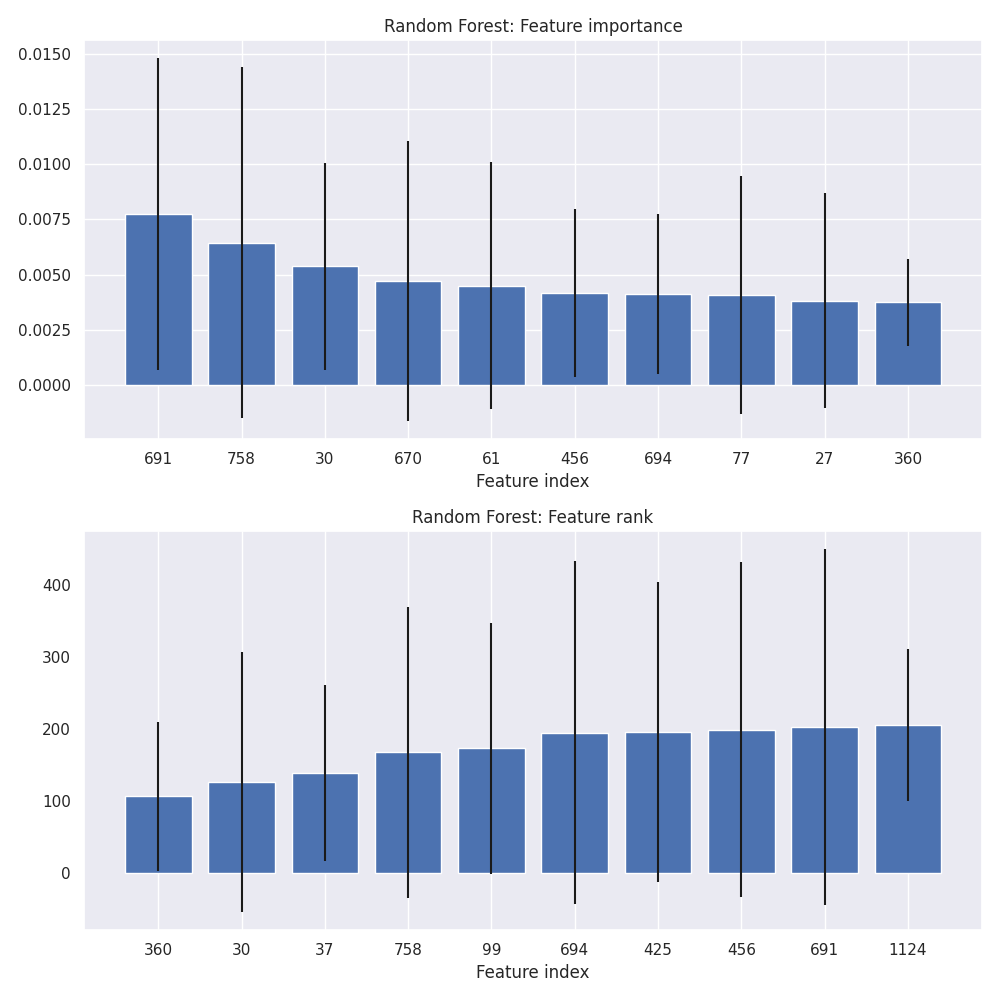 Random Forest: Feature importance
0.0150
0.0125
0.0100
0.0075
0.0050
0.0025
0.0000
691 758 30 670 61 456 694 77 27 360
Feature index
Random Forest: Feature rank
400
300
200
100
0
360 30 37 758 99 694 425 456 691 1124
Feature index